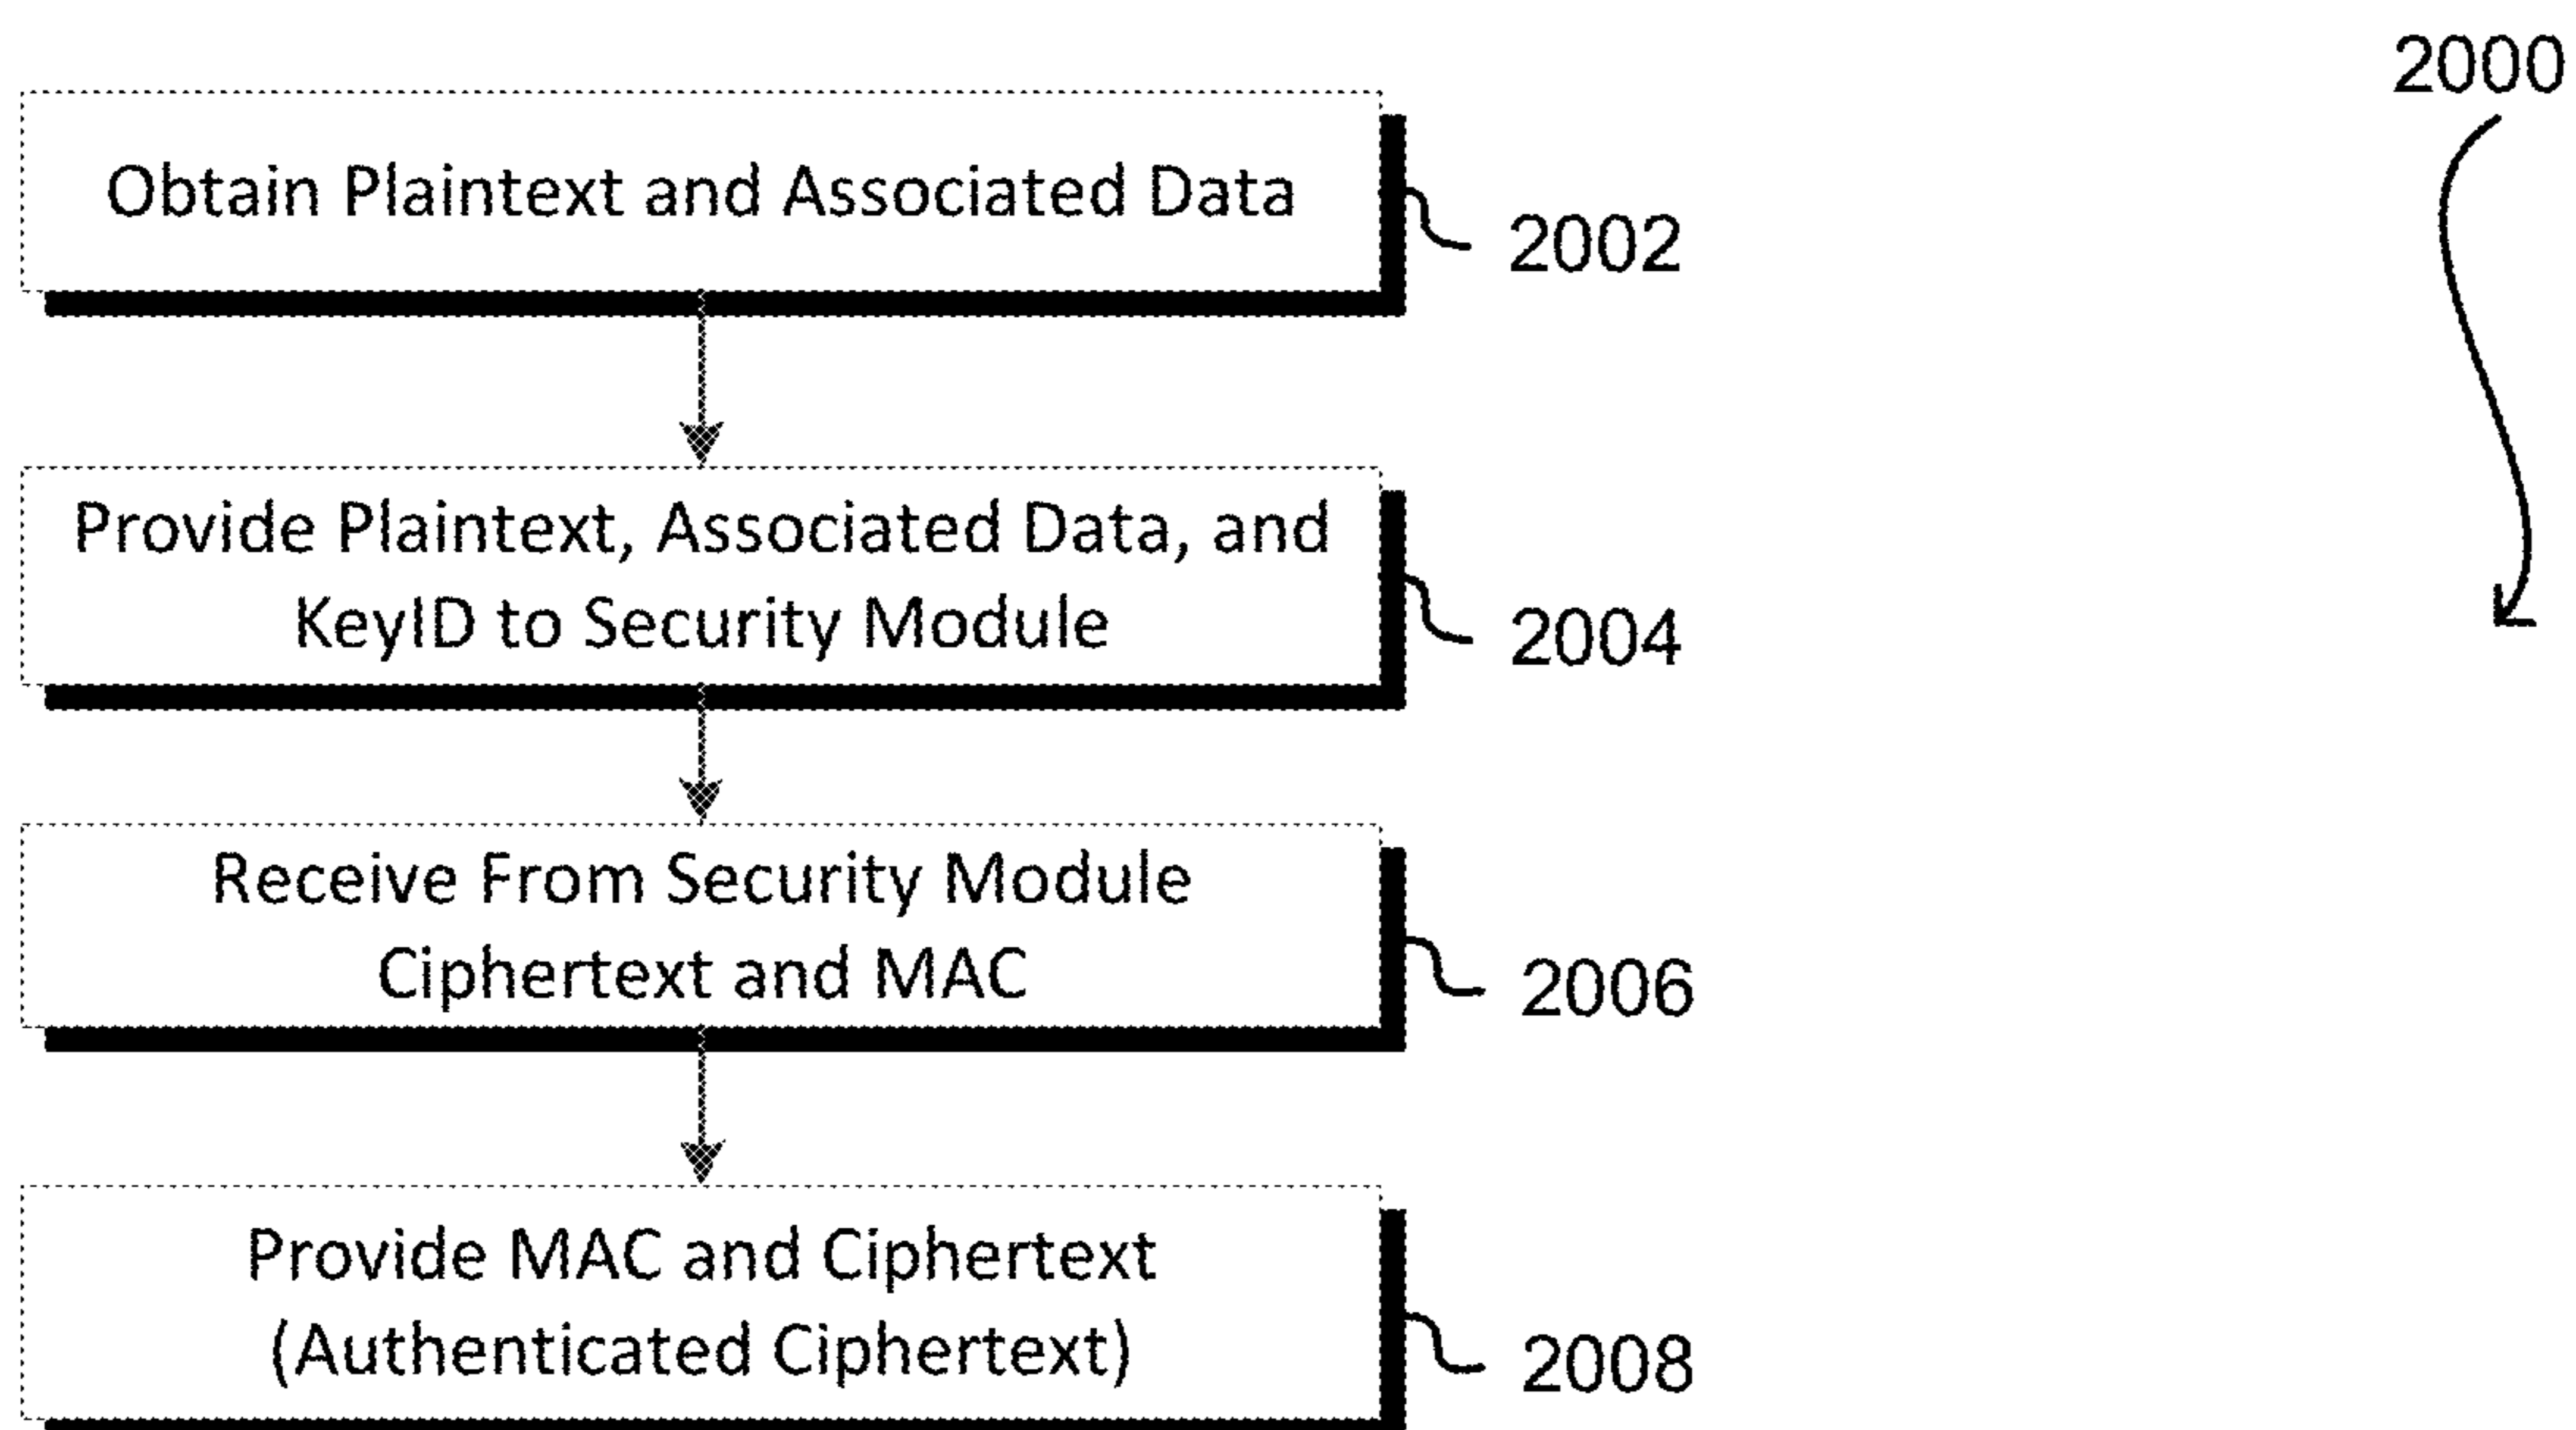 2000
Obtain Plaintext and Associated Data
2002
Provide Plaintext, Associated Data, and
KeyID to Security Module
2004
Receive From Security Module
Ciphertext and MAC
2006
Provide MAC and Ciphertext
(Authenticated Ciphertext)
2008